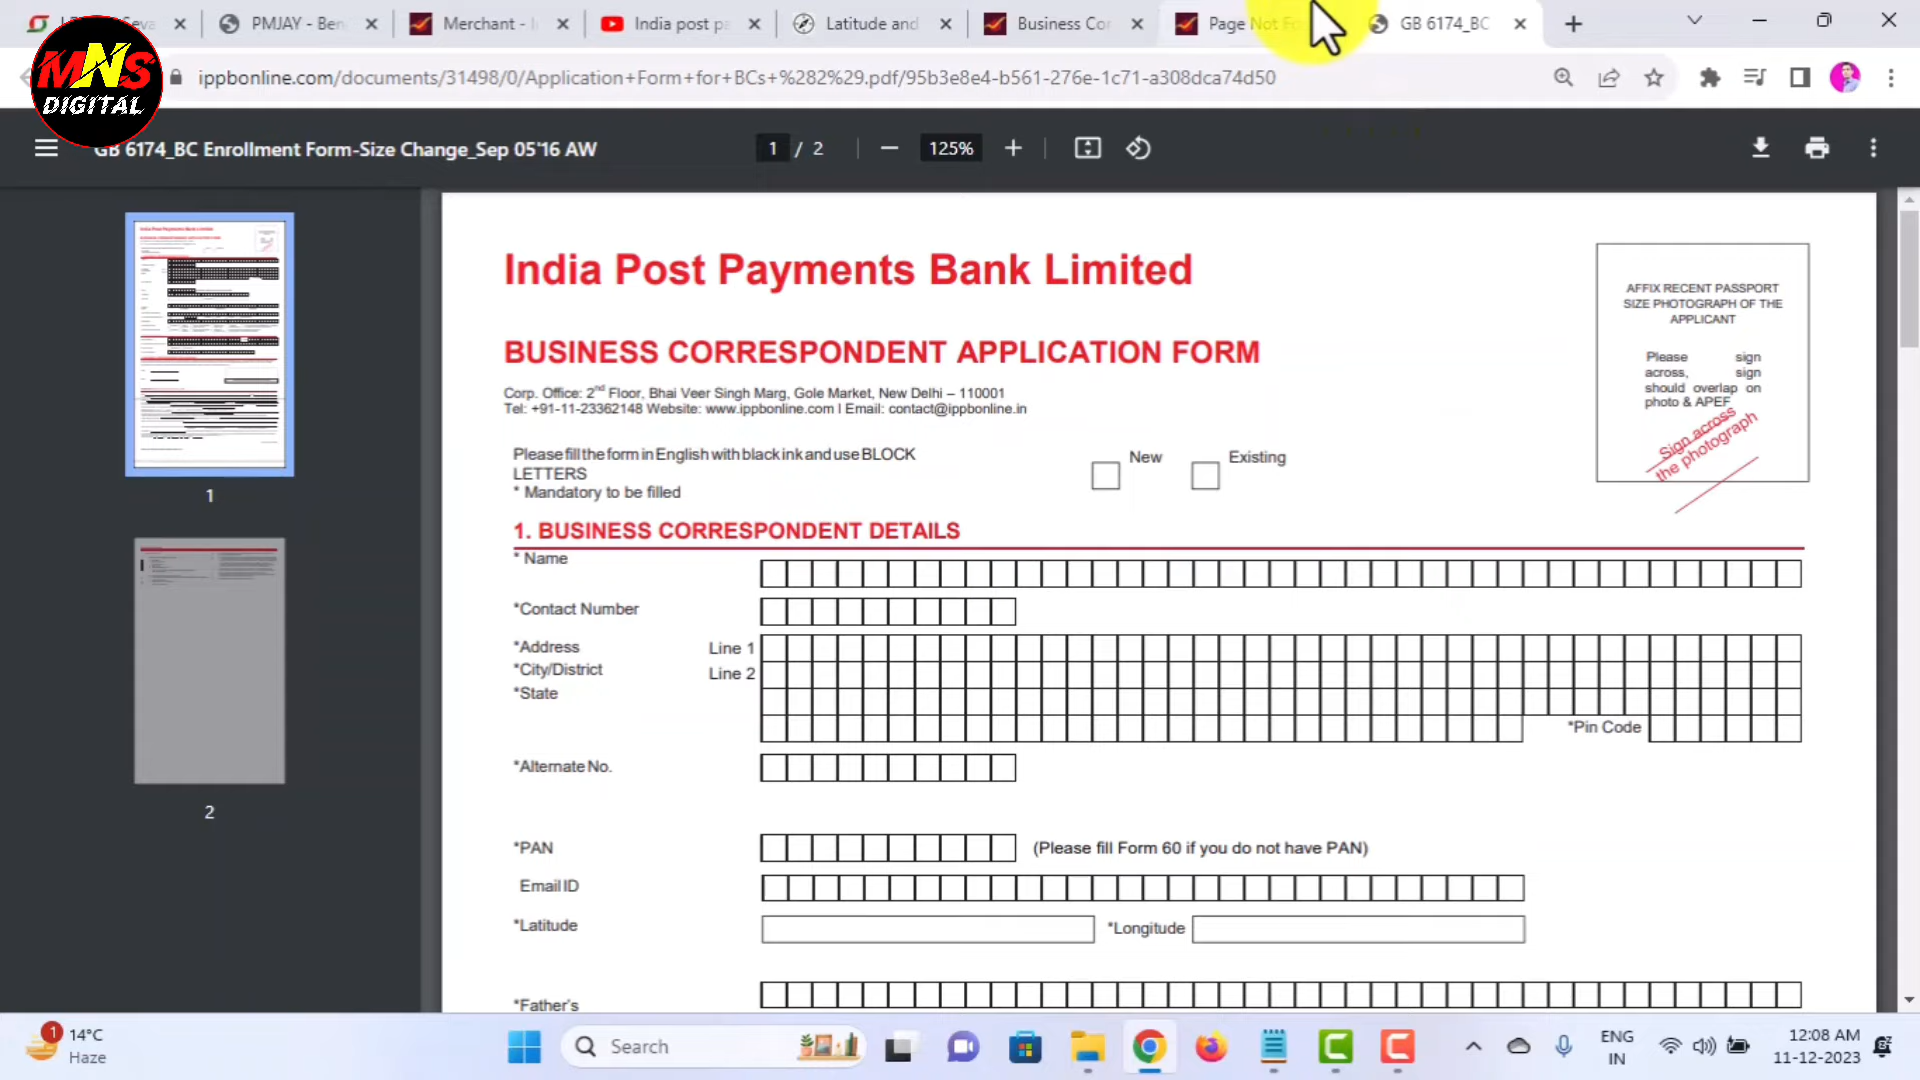 PMJAY - Ben
Merchant - I
India post pa
Latitude and
Business Cor
Page Not Fo
GB 6174_BC
MNS
DIGITAL
ippbonline.com/documents/31498/0/Application+Form+for+BCs+%282%29.pdf/95b3e8e4-b561-276e-1c71-a308dca74d50
GB 6174_BC Enrollment Form-Size Change_Sep 05'16 AW
1 / 2
125%
India Post Payments Bank Limited
BUSINESS CORRESPONDENT APPLICATION FORM
Corp. Office: 2nd Floor, Bhai Veer Singh Marg, Gole Market, New Delhi – 110001
Tel: +91-11-23362148 Website: www.ippbonline.com I Email: contact@ippbonline.in
AFFIX RECENT PASSPORT
SIZE PHOTOGRAPH OF THE
APPLICANT
Please sign
across, sign
should overlap on
photo & APEF
Sign across
the photograph
Please fill the form in English with black ink and use BLOCK
LETTERS
* Mandatory to be filled
New
Existing
1. BUSINESS CORRESPONDENT DETAILS
* Name
*Contact Number
*Address Line 1
*City/District Line 2
*State
*Pin Code
*Alternate No.
*PAN (Please fill Form 60 if you do not have PAN)
Email ID
*Latitude *Longitude
*Father's
1
2
1
14°C
Haze
Search
ENG
IN
12:08 AM
11-12-2023